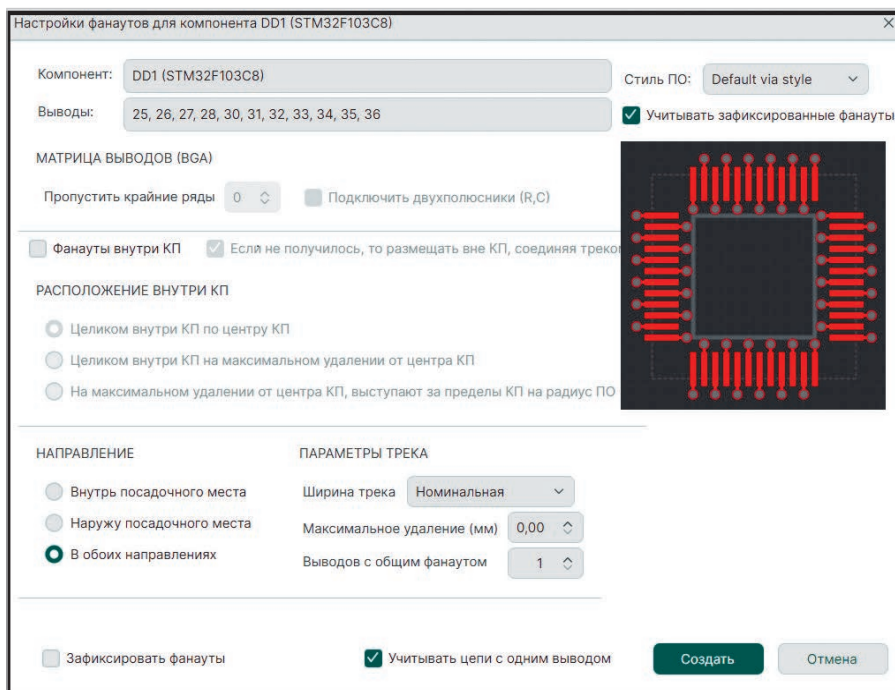 Настройки фанаутов для компонента DD1 (STM32F103C8)
Компонент: DD1 (STM32F103C8)
Стиль ПО: Default via style
Выводы: 25, 26, 27, 28, 30, 31, 32, 33, 34, 35, 36
Учитывать зафиксированные фанауты
МАТРИЦА ВЫВОДОВ (BGA)
Пропустить крайние ряды 0 Подключить двухполюсники (R,C)
Фанауты внутри КП Если не получилось, то размещать вне КП, соединяя треком
РАСПОЛОЖЕНИЕ ВНУТРИ КП
Целиком внутри КП по центру КП
Целиком внутри КП на максимальном удалении от центра КП
На максимальном удалении от центра КП, выступают за пределы КП на радиус ПО
НАПРАВЛЕНИЕ ПАРАМЕТРЫ ТРЕКА
Внутрь посадочного места Ширина трека Номинальная
Наружу посадочного места Максимальное удаление (мм) 0,00
В обоих направлениях Выводов с общим фанаутом 1
Зафиксировать фанауты Учитывать цепи с одним выводом Создать Отмена